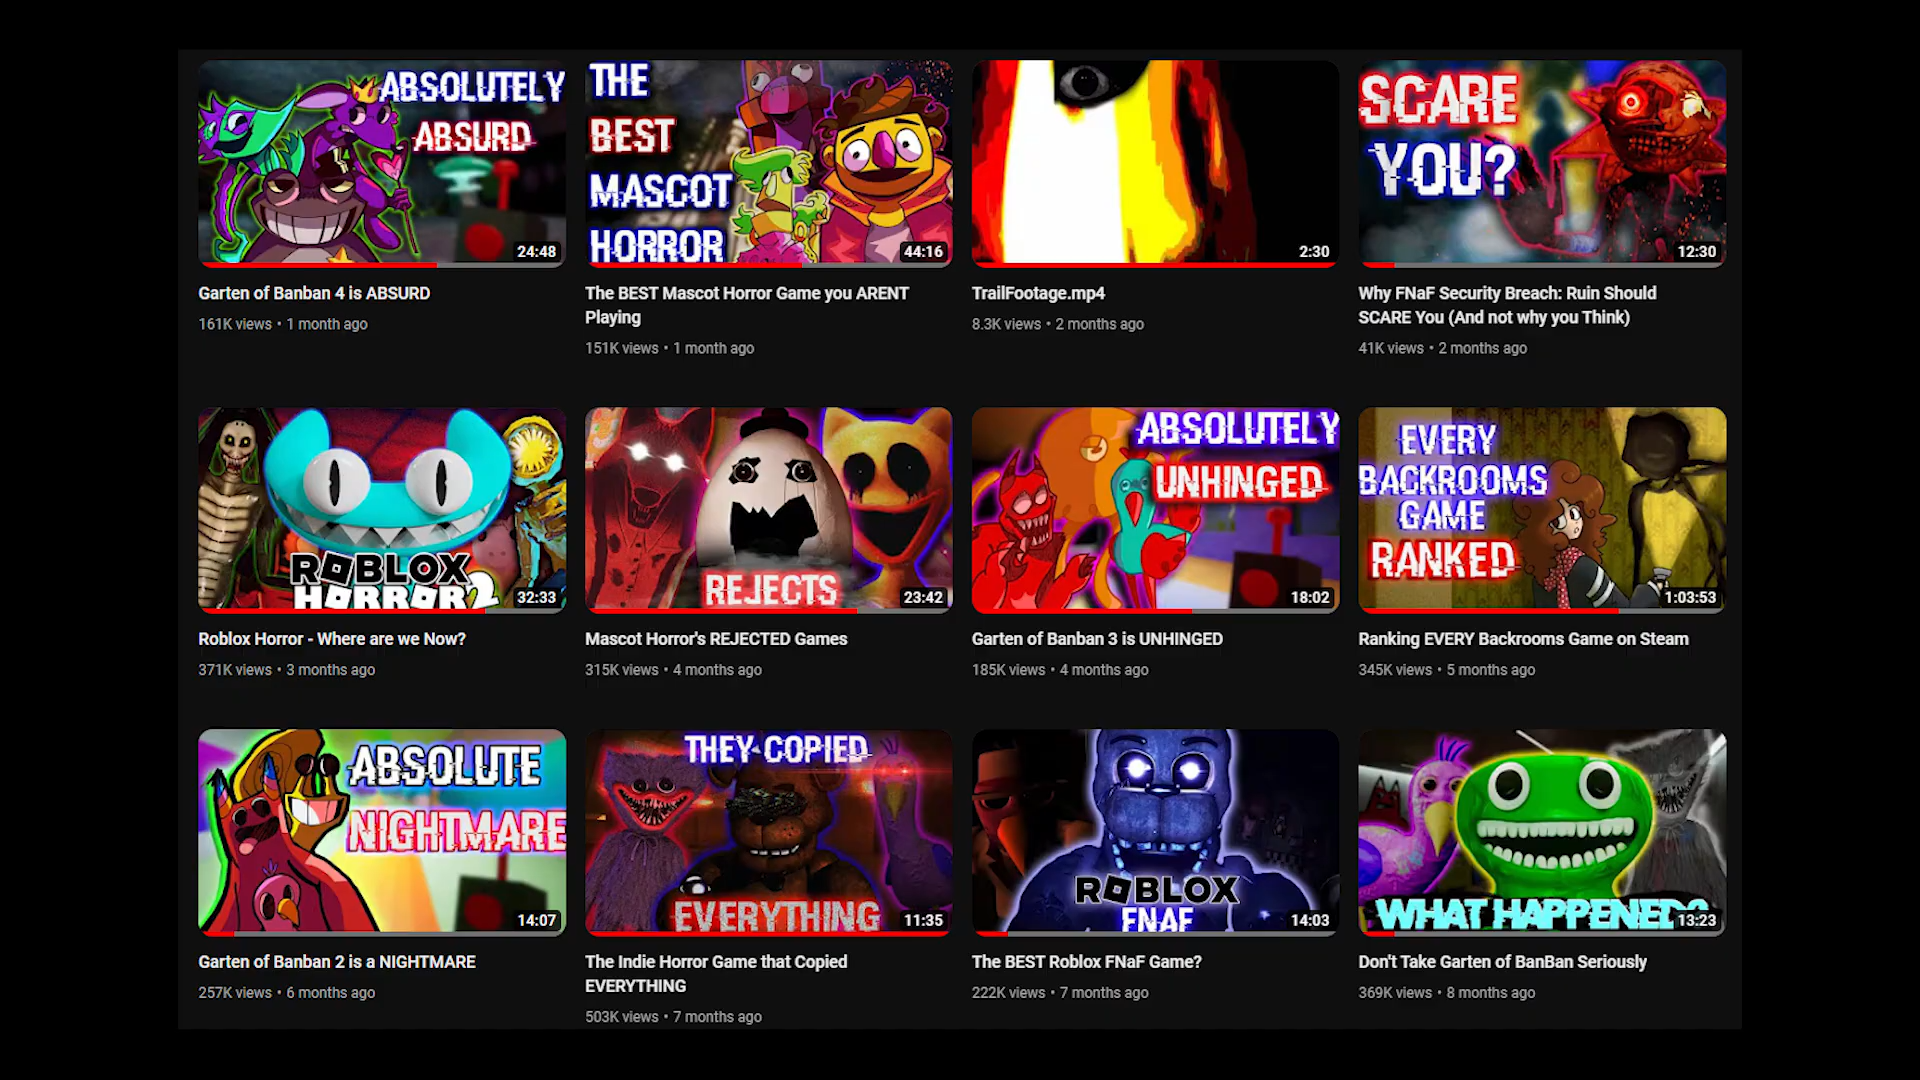 ABSOLUTELY
ABSURD
24:48
Garten of Banban 4 is ABSURD
161K views • 1 month ago
THE
BEST
MASCOT
HORROR
44:16
The BEST Mascot Horror Game you ARENT
Playing
151K views • 1 month ago
2:30
TrailFootage.mp4
8.3K views • 2 months ago
SCARE
YOU?
12:30
Why FNaF Security Breach: Ruin Should
SCARE You (And not why you Think)
41K views • 2 months ago
ROBLOX
HORROR 2
32:33
Roblox Horror - Where are we Now?
371K views • 3 months ago
REJECTS
23:42
Mascot Horror's REJECTED Games
315K views • 4 months ago
ABSOLUTELY
UNHINGED
18:02
Garten of Banban 3 is UNHINGED
185K views • 4 months ago
EVERY
BACKROOMS
GAME
RANKED
1:03:53
Ranking EVERY Backrooms Game on Steam
345K views • 5 months ago
ABSOLUTE
NIGHTMARE
14:07
Garten of Banban 2 is a NIGHTMARE
257K views • 6 months ago
THEY COPIED
EVERYTHING
11:35
The Indie Horror Game that Copied
EVERYTHING
503K views • 7 months ago
ROBLOX
FNAF
14:03
The BEST Roblox FNaF Game?
222K views • 7 months ago
WHAT HAPPENED?
13:23
Don't Take Garten of BanBan Seriously
369K views • 8 months ago